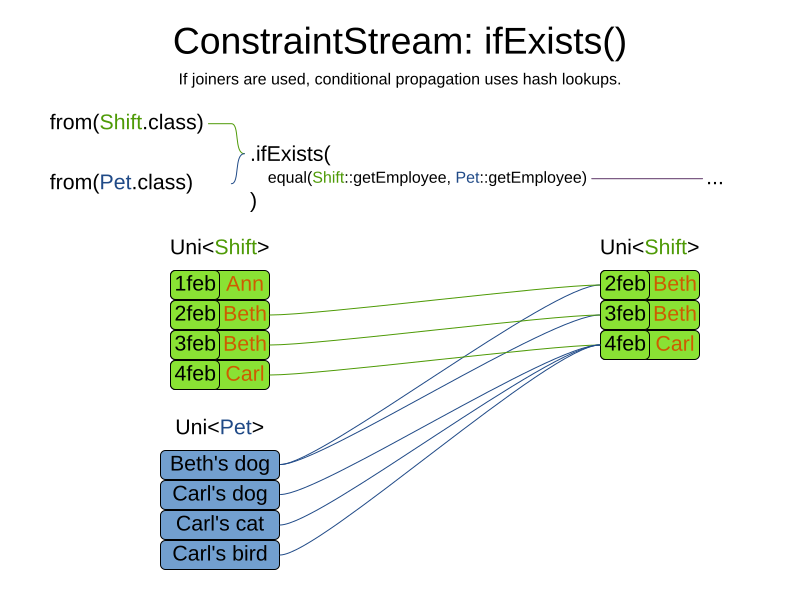 ConstraintStream: ifExists()
If joiners are used, conditional propagation uses hash lookups.
from(Shift.class)
.ifExists(
from(Pet.class)
equal(Shift::getEmployee, Pet::getEmployee)
...
)
Uni<Shift>
1feb Ann
2feb Beth
3feb Beth
4feb Carl
Uni<Shift>
2feb Beth
3feb Beth
4feb Carl
Uni<Pet>
Beth's dog
Carl's dog
Carl's cat
Carl's bird